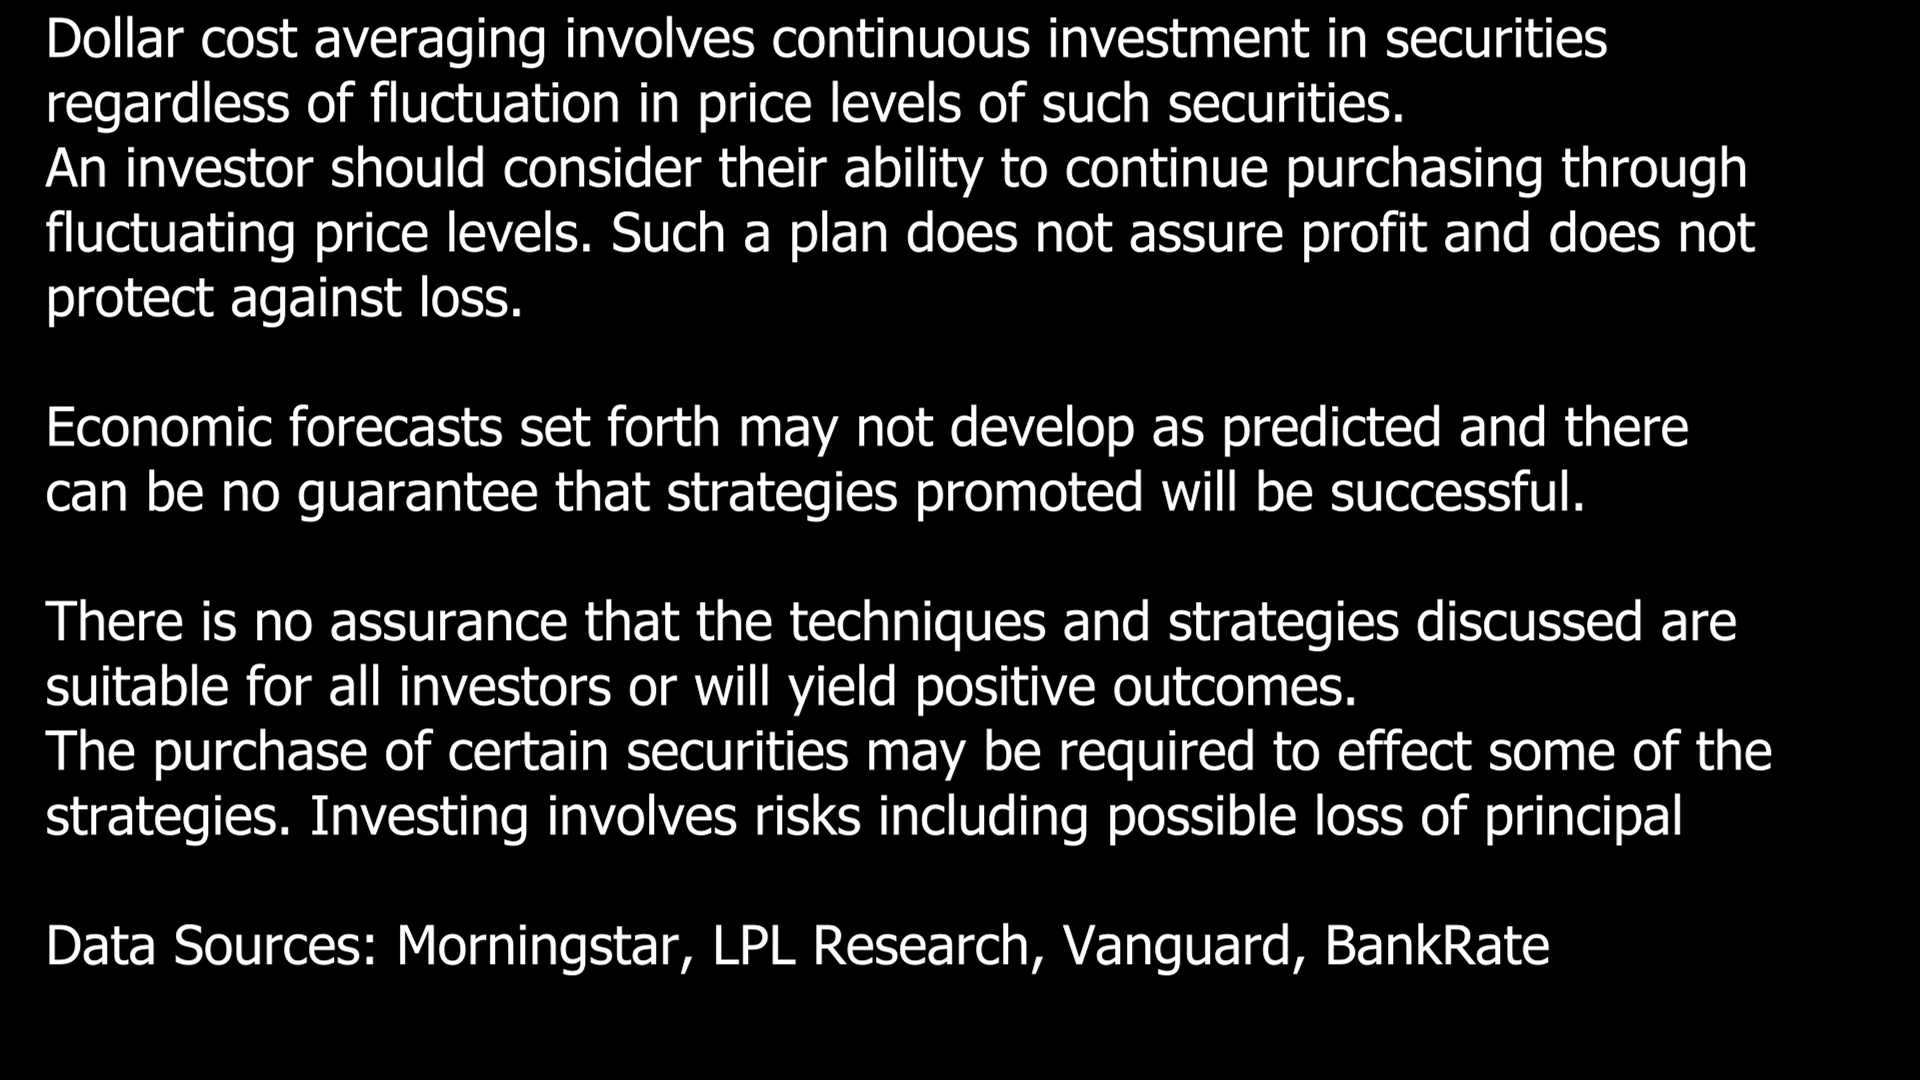 Dollar cost averaging involves continuous investment in securities
regardless of fluctuation in price levels of such securities.
An investor should consider their ability to continue purchasing through
fluctuating price levels. Such a plan does not assure profit and does not
protect against loss.
Economic forecasts set forth may not develop as predicted and there
can be no guarantee that strategies promoted will be successful.
There is no assurance that the techniques and strategies discussed are
suitable for all investors or will yield positive outcomes.
The purchase of certain securities may be required to effect some of the
strategies. Investing involves risks including possible loss of principal
Data Sources: Morningstar, LPL Research, Vanguard, BankRate